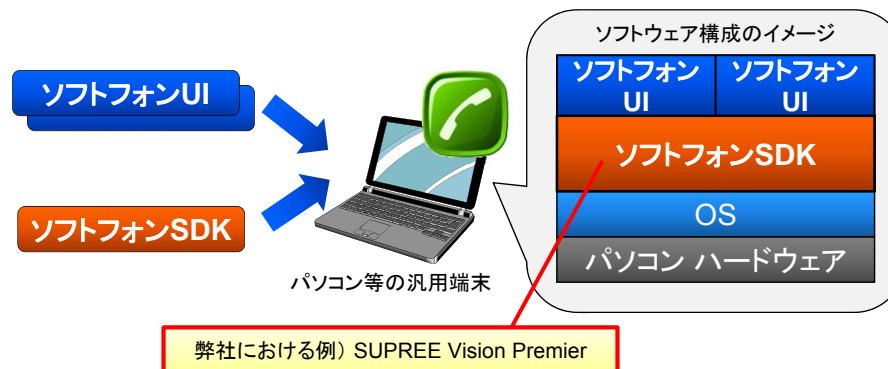 ソフトウェア構成のイメージ
ソフトフォンUI
ソフトフォンSDK
パソコン等の汎用端末
ソフトフォン
UI
ソフトフォン
UI
ソフトフォンSDK
OS
パソコン ハードウェア
弊社における例） SUPREE Vision Premier